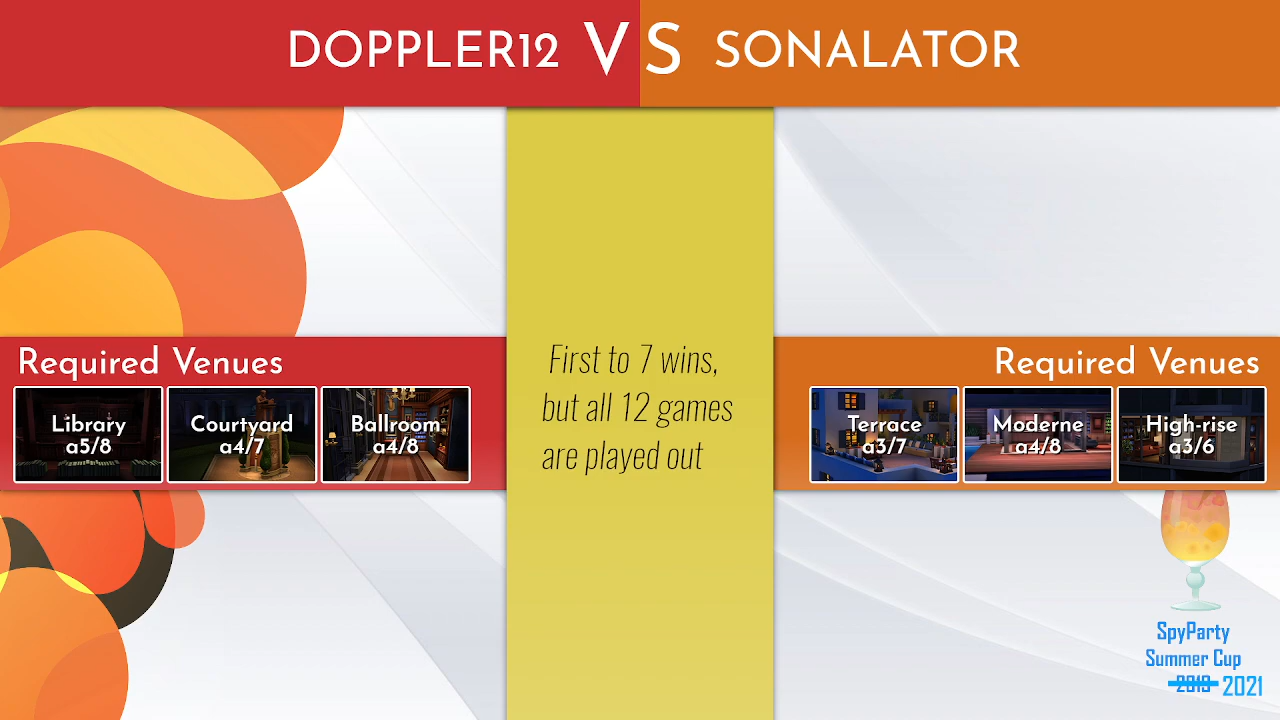 DOPPLER12 VS SONALATOR
Required Venues
Library
a5/8
Courtyard
a4/7
Ballroom
a4/8
First to 7 wins,
but all 12 games
are played out
Required Venues
Terrace
a3/7
Moderne
a4/8
High-rise
a3/6
SpyParty
Summer Cup
2021